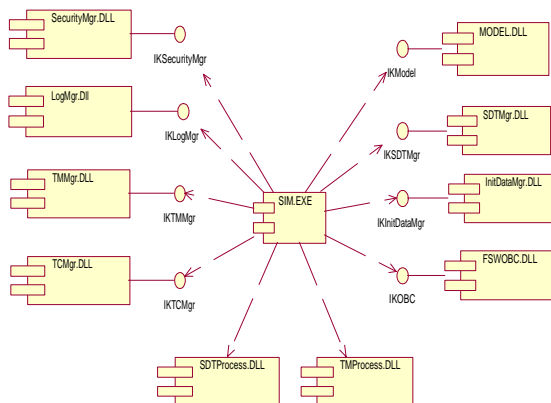 SecurityMgr.DLL
IKSecurityMgr
MODEL.DLL
IKModel
LogMgr.Dll
IKLogMgr
SDTMgr.DLL
IKSDTMgr
TMMgr.DLL
IKTMMgr
SIM.EXE
InitDataMgr.DLL
IKInitDataMgr
TCMgr.DLL
IKTCMgr
FSWOBC.DLL
IKOBC
SDTProcess.DLL
TMProcess.DLL